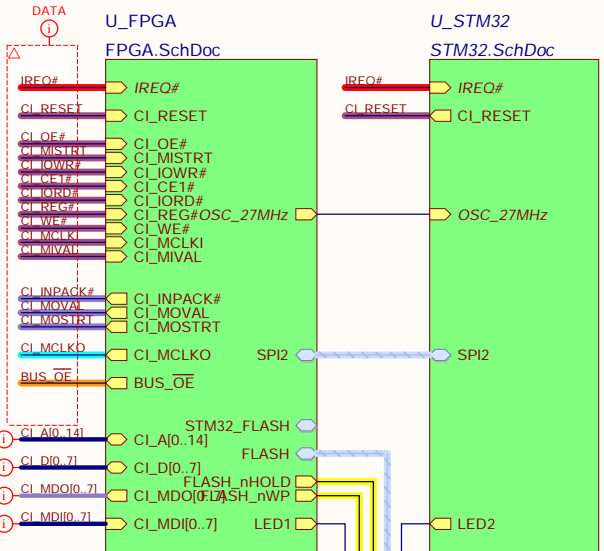 DATA
U_FPGA
U_STM32
FPGA.SchDoc
STM32.SchDoc
IREQ#
IREQ#
IREQ#
IREQ#
CI_RESET
CI_RESET
CI_RESET
CI_RESET
CI_OE#
CI_OE#
CI_MISTRT
CI_MISTRT
CI_IOWR#
CI_IOWR#
CI_CE1#
CI_CE1#
CI_IORD#
CI_IORD#
CI_REG#
CI_REG#
OSC_27MHz
OSC_27MHz
CI_WE#
CI_WE#
CI_MCLKI
CI_MCLKI
CI_MIVAL
CI_MIVAL
CI_INPACK#
CI_INPACK#
CI_MOVAL
CI_MOVAL
CI_MOSTRT
CI_MOSTRT
CI_MCLKO
CI_MCLKO
SPI2
SPI2
BUS_OE
BUS_OE
STM32_FLASH
CI_A[0..14]
CI_A[0..14]
FLASH
CI_D[0..7]
CI_D[0..7]
FLASH_nHOLD
CI_MDO[0..7]
CI_MDO[0..7]
FLASH_nWP
CI_MDI[0..7]
CI_MDI[0..7]
LED1
LED2